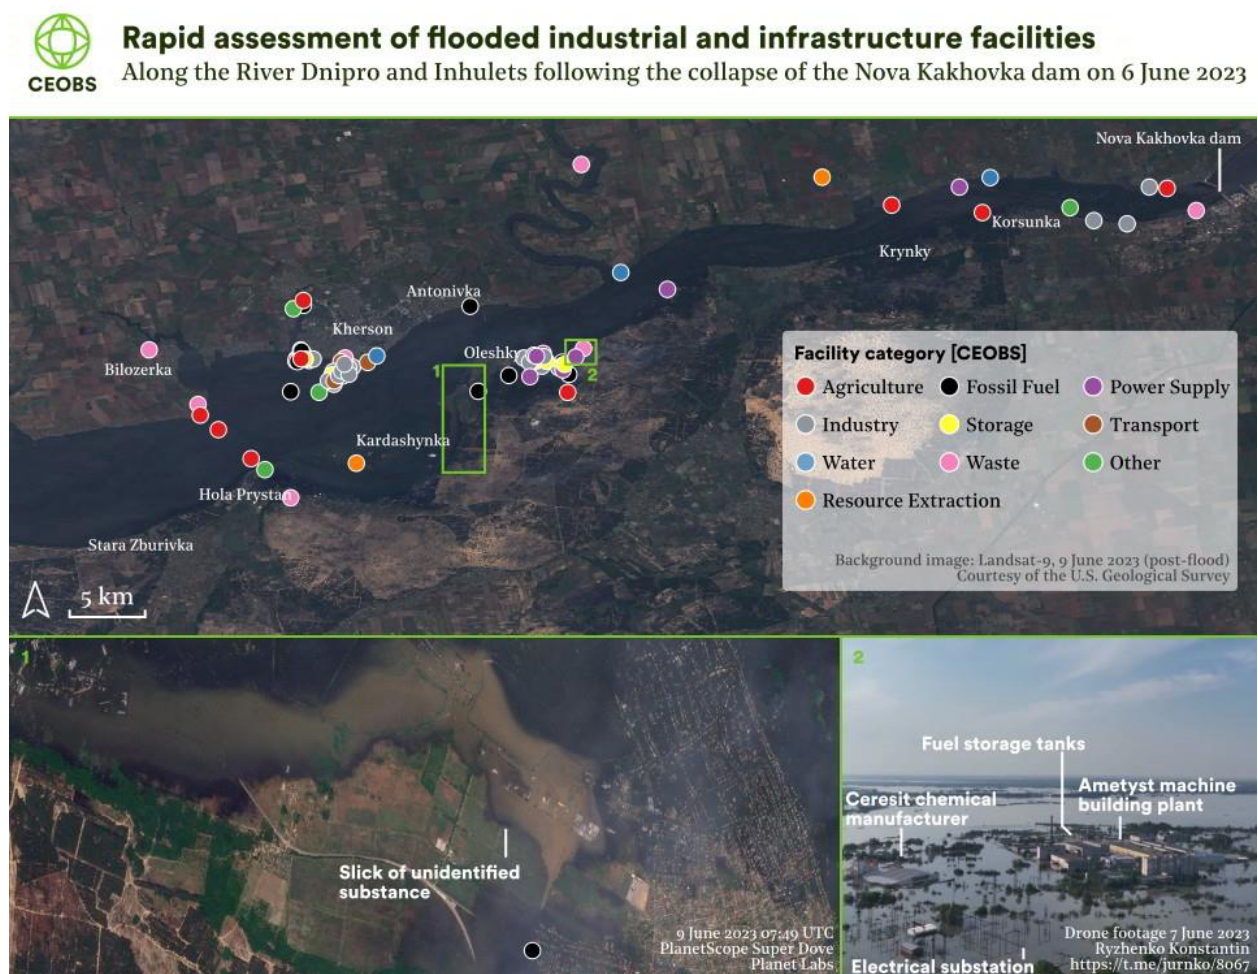 CEOBS
Rapid assessment of flooded industrial and infrastructure facilities
Along the River Dnipro and Inhulets following the collapse of the Nova Kakhovka dam on 6 June 2023
Nova Kakhovka dam
Korsunka
Krynky
Antonivka
Kherson
Bilozerka
Oleshky
1
2
Kardashynka
Hola Prystan
Stara Zburivka
5 km
Facility category [CEOBS]
Agriculture
Fossil Fuel
Power Supply
Industry
Storage
Transport
Water
Waste
Other
Resource Extraction
Background image: Landsat-9, 9 June 2023 (post-flood)
Courtesy of the U.S. Geological Survey
1
Slick of unidentified
substance
9 June 2023 07:49 UTC
PlanetScope Super Dove
Planet Labs
2
Fuel storage tanks
Ceresit chemical
manufacturer
Ametyst machine
building plant
Electrical substation
Drone footage 7 June 2023
Ryzhenko Konstantin
https://t.me/jurnko/8067